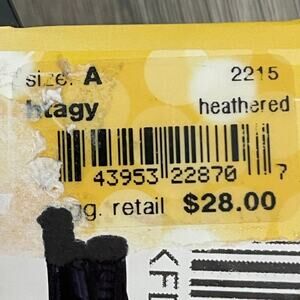 size: A 2215
htagy heathered
43953 22870 7
g. retail $28.00